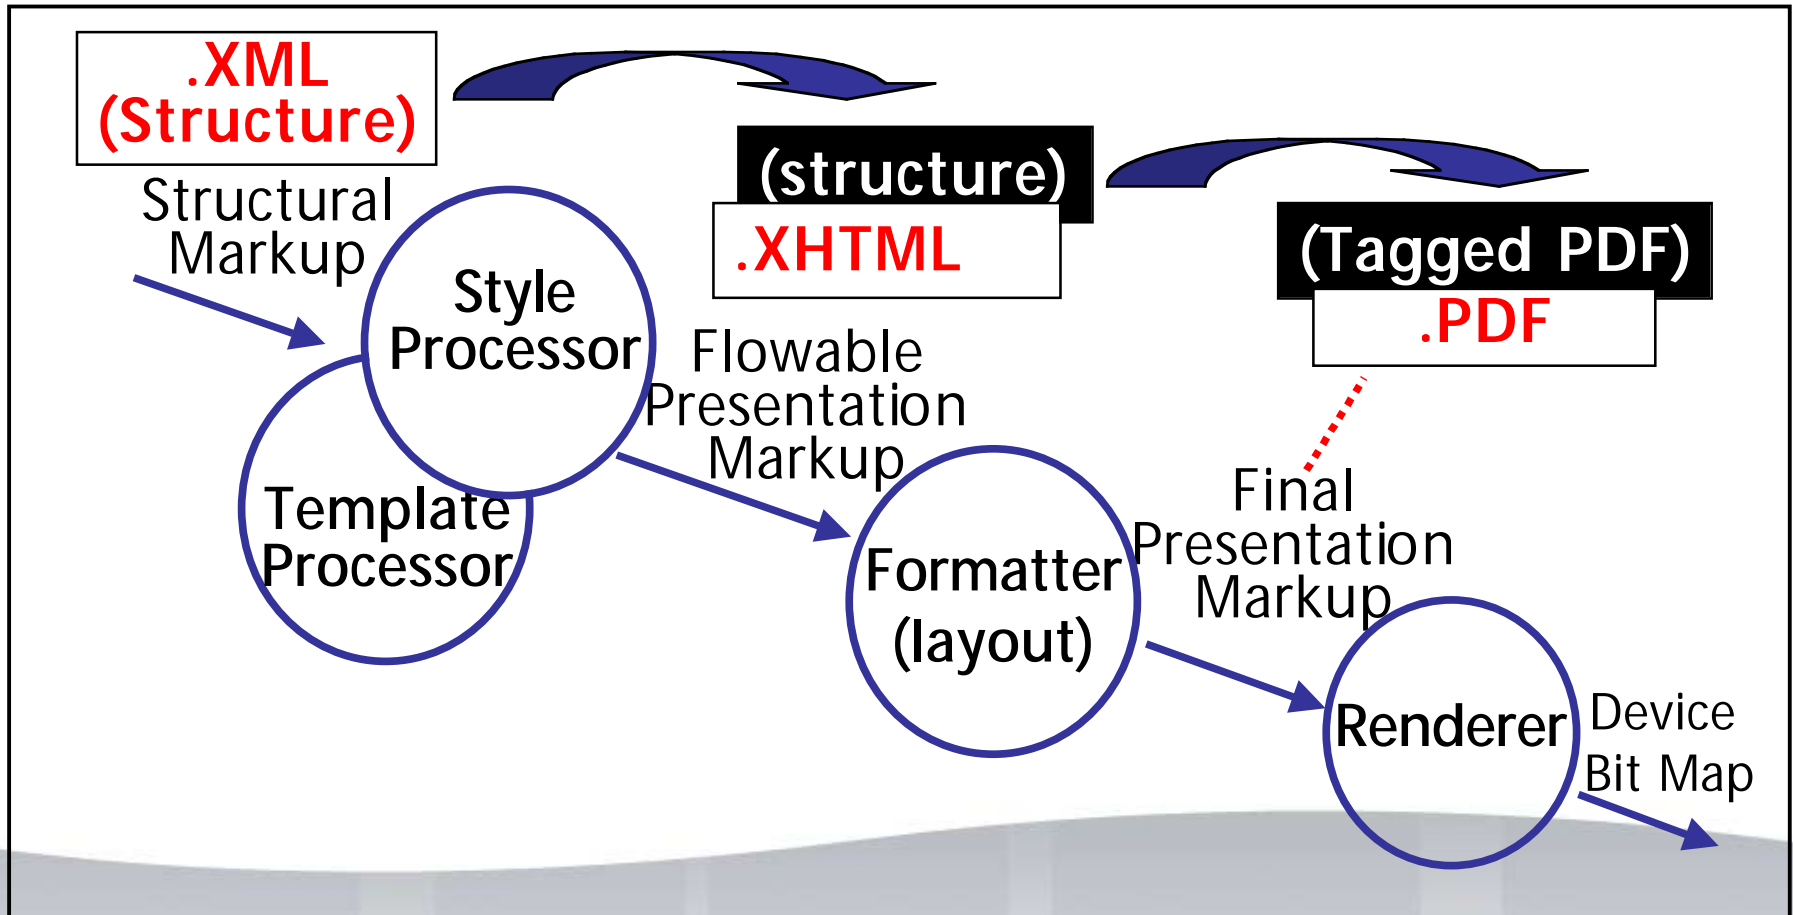 .XML
(Structure)
Structural
Markup
Style
Processor
Template
Processor
(structure)
.XHTML
Flowable
Presentation
Markup
Formatter
(layout)
(Tagged PDF)
.PDF
Final
Presentation
Markup
Renderer
Device
Bit Map